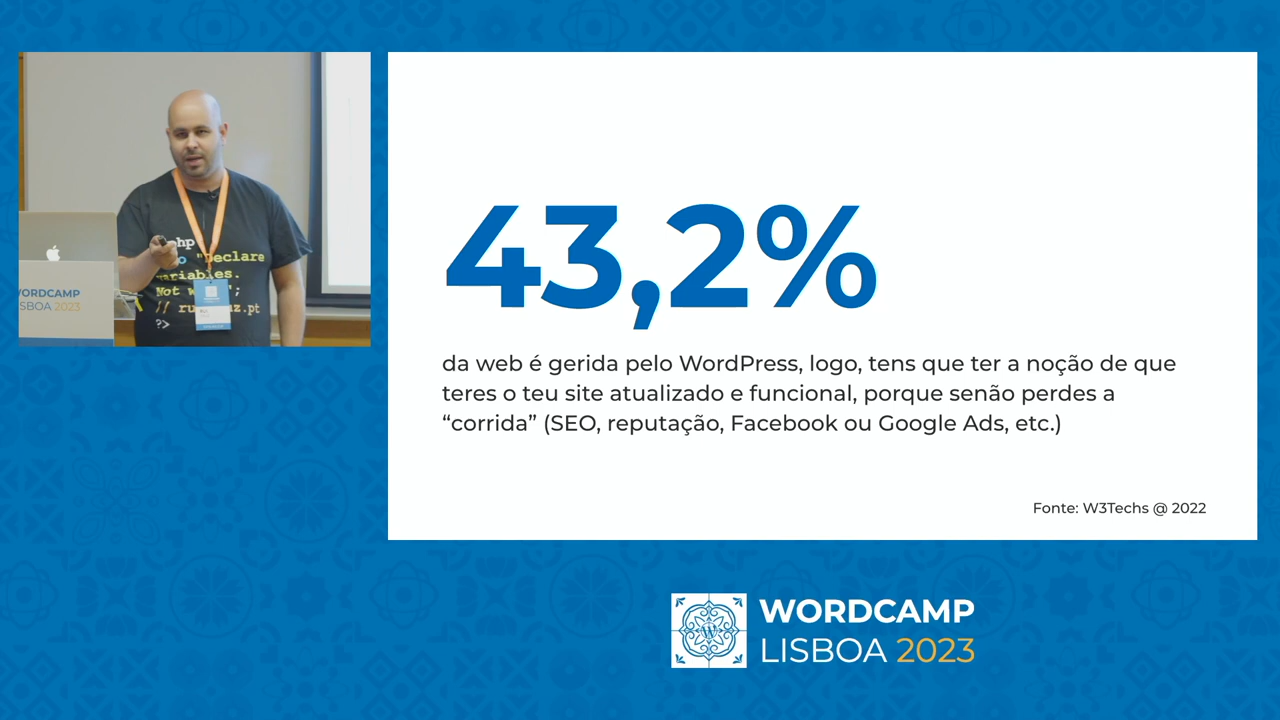 43,2%
da web é gerida pelo WordPress, logo, tens que ter a noção de que
teres o teu site atualizado e funcional, porque senão perdes a
“corrida” (SEO, reputação, Facebook ou Google Ads, etc.)
Fonte: W3Techs @ 2022
WORDCAMP
LISBOA 2023
"Declare
Not
?>
WORDCAMP
LISBOA 2023